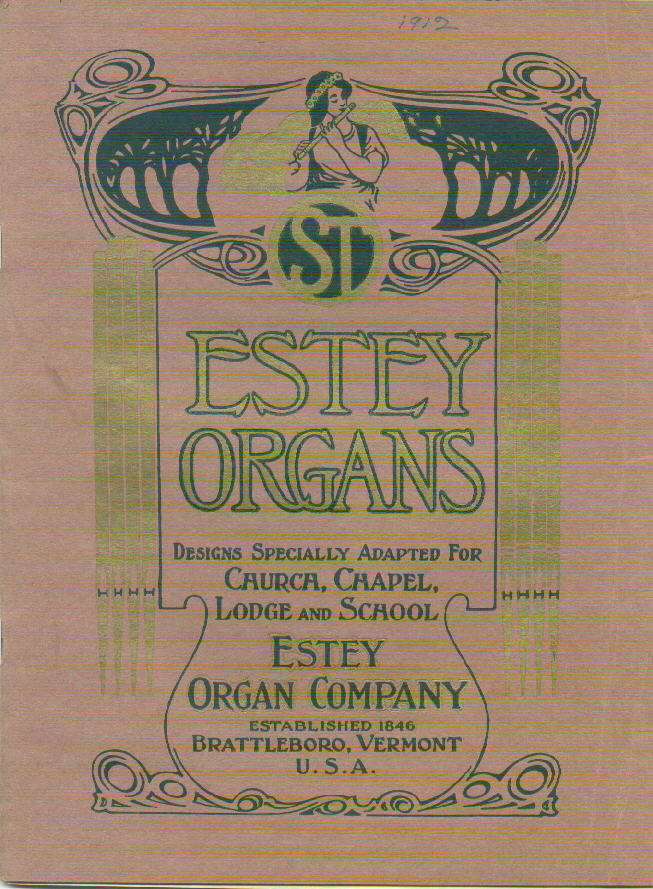 1912
ST
ESTEY
ORGANS
DESIGNS SPECIALLY ADAPTED FOR
CHURCH, CHAPEL,
LODGE AND SCHOOL
ESTEY
ORGAN COMPANY
ESTABLISHED 1846
BRATTLEBORO, VERMONT
U. S. A.